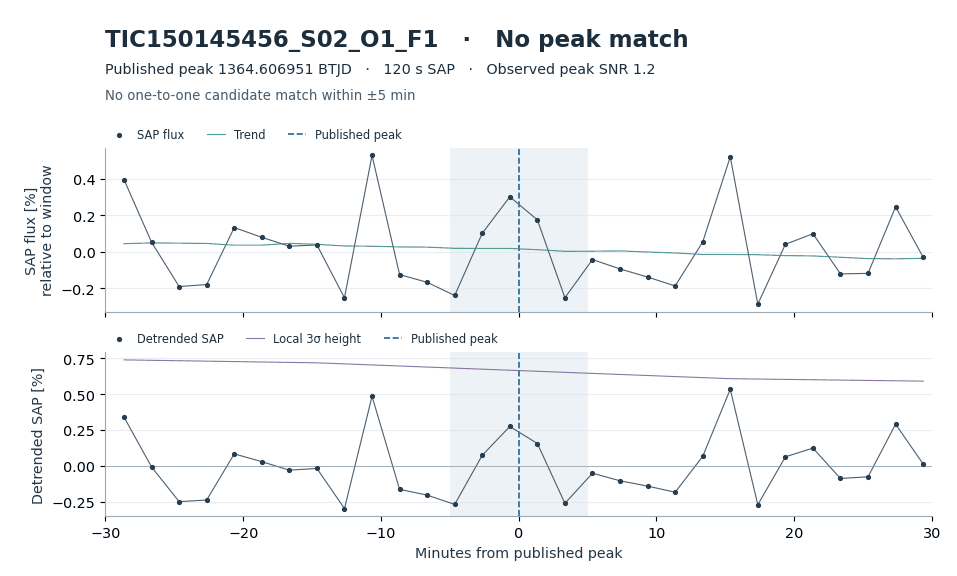 TIC150145456_S02_O1_F1 · No peak match
Published peak 1364.606951 BTJD · 120 s SAP · Observed peak SNR 1.2
No one-to-one candidate match within ±5 min
SAP flux Trend Published peak
SAP flux [%]
relative to window
0.4
0.2
0.0
−0.2
Detrended SAP Local 3σ height Published peak
Detrended SAP [%]
0.75
0.50
0.25
0.00
−0.25
−30 −20 −10 0 10 20 30
Minutes from published peak